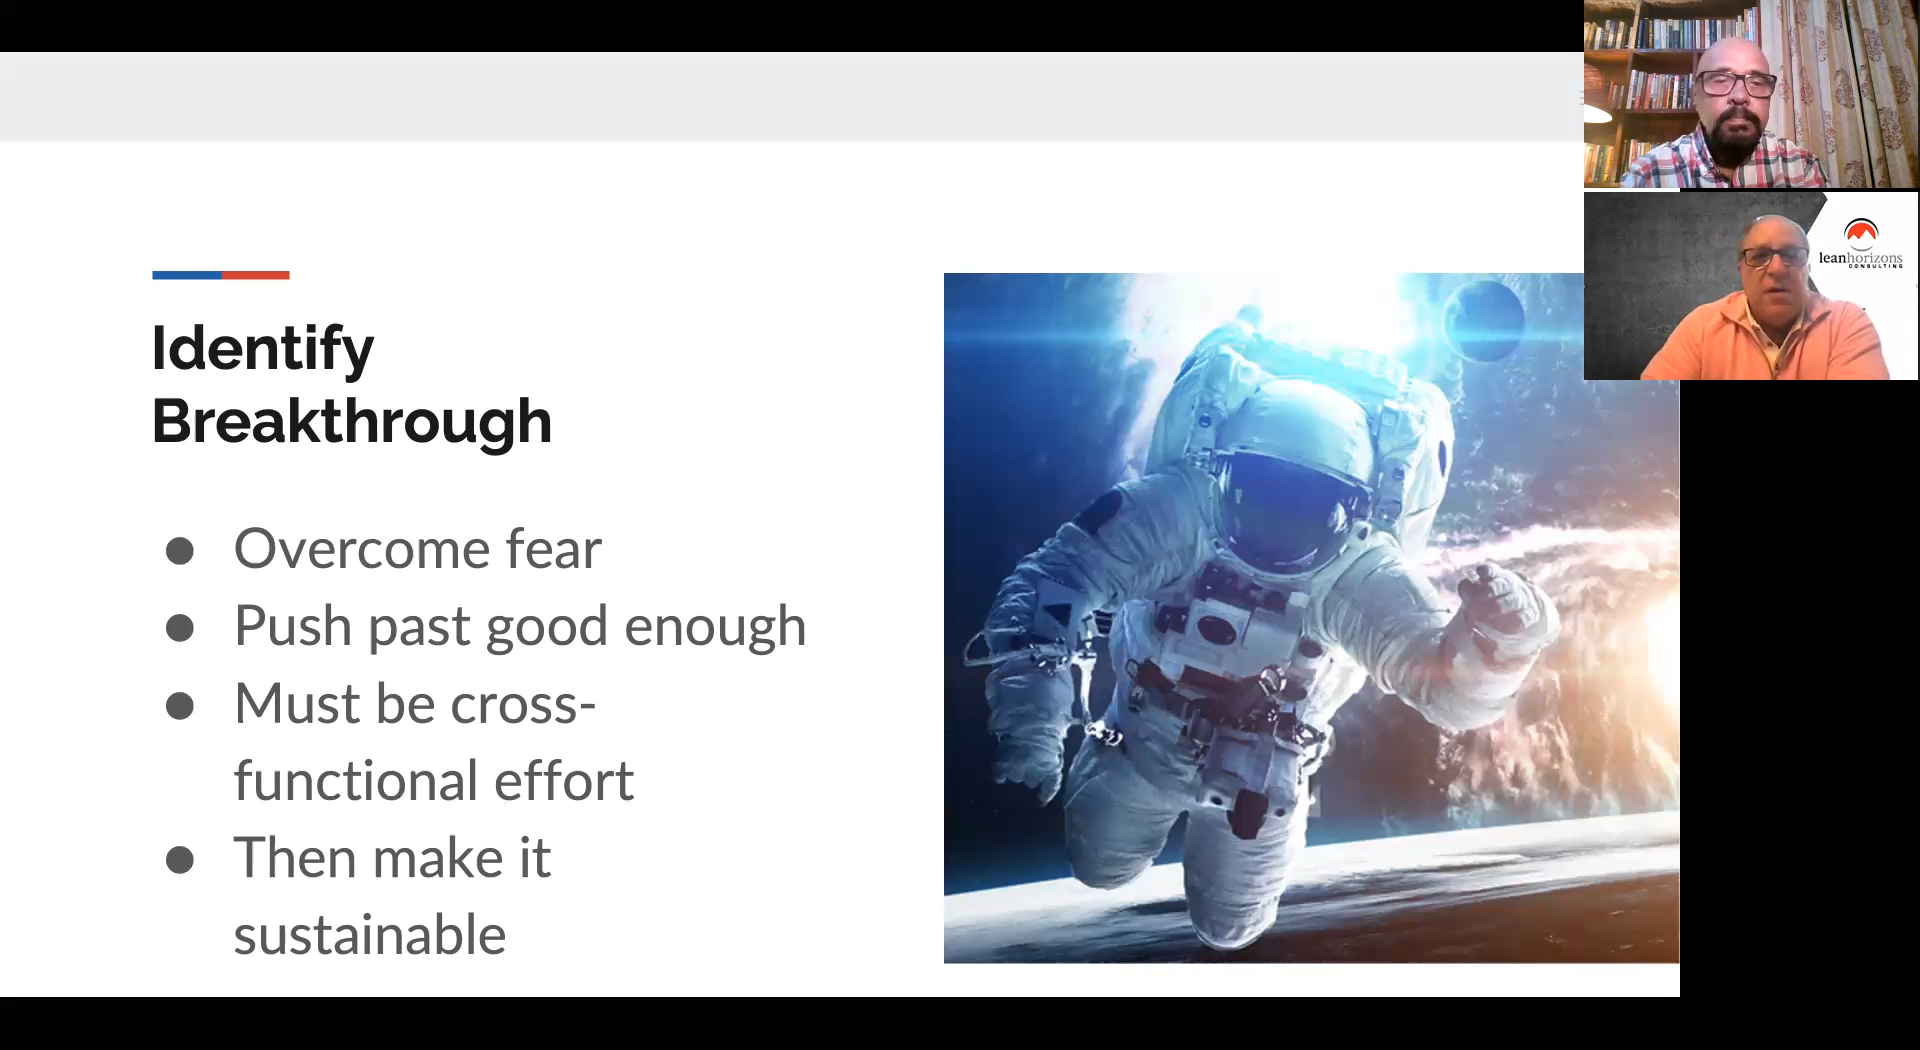 Identify
Breakthrough
● Overcome fear
● Push past good enough
● Must be cross-
functional effort
● Then make it
sustainable
leanhorizons
CONSULTING